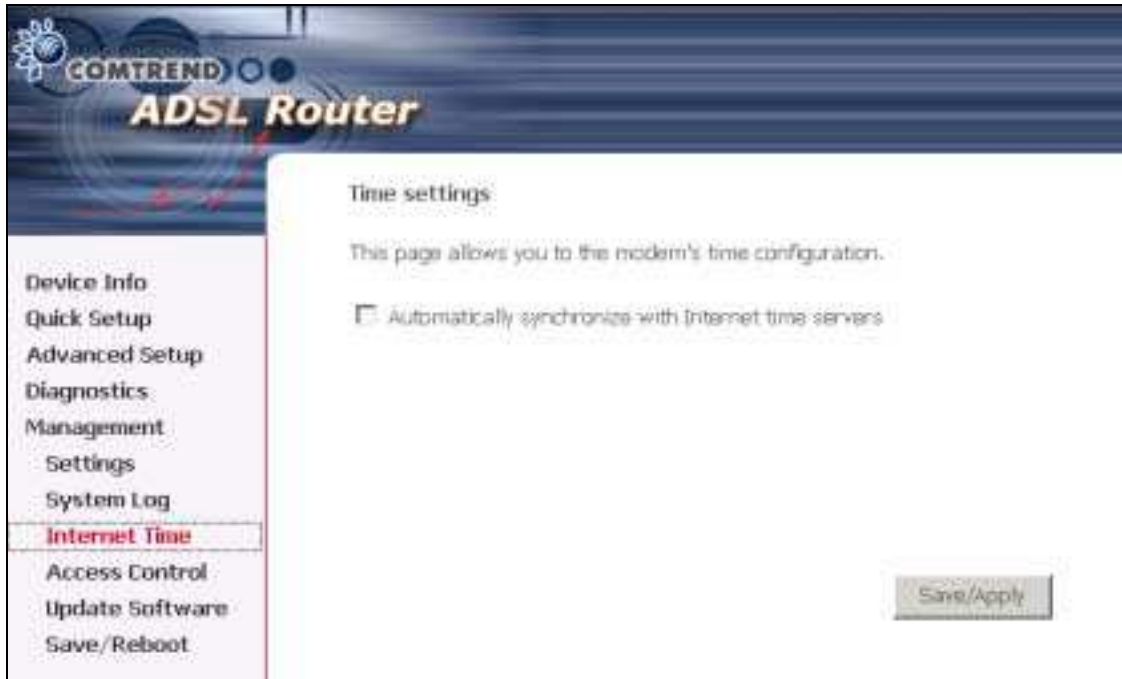 COMTREND
ADSL Router
Device Info
Quick Setup
Advanced Setup
Diagnostics
Management
Settings
System Log
Internet Time
Access Control
Update Software
Save/Reboot
Time settings
This page allows you to the modem's time configuration.
Automatically synchronize with Internet time servers
Save/Apply